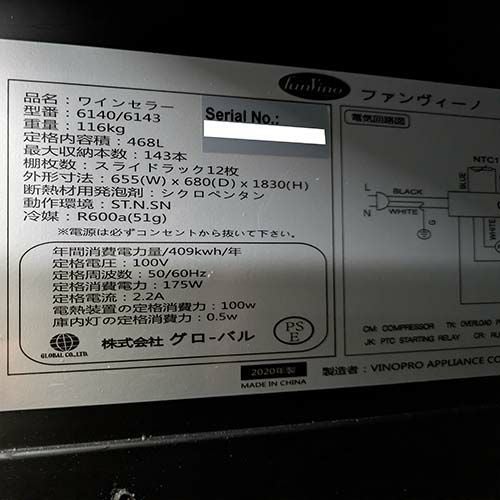 funVino ファンヴィーノ
品名：ワインセラー
型番：6140/6143
重量：116kg
定格内容積：468L
最大収納本数：143本
棚枚数：スライドラック12枚
外形寸法：655(W) x 680(D) x 1830(H)
断熱材用発泡剤：シクロペンタン
動作環境：ST.N.SN
冷媒：R600a(51g)
※電源は必ずコンセントから抜いて下さい。
Serial No.:
年間消費電力量/409kwh/年
定格電圧：100V
定格周波数：50/60Hz
定格消費電力：175W
定格電流：2.2A
電熱装置の定格消費力：100w
庫内灯の定格消費力：0.5w
GLOBAL CO.,LTD.
株式会社 グローバル
PS
E
2020年製
MADE IN CHINA
電気回路図
NTC1
BLUE
L
BLACK
N
WHITE
G
WHITE
CM: COMPRESSOR TK: OVERLOAD
JK: PTC STARTING RELAY CR:
製造者：VINOPRO APPLIANCE CO